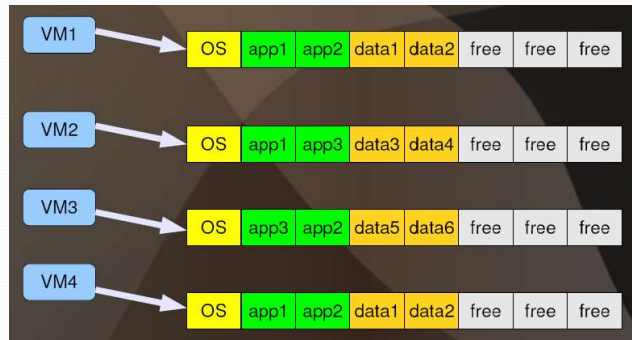 VM1
OS app1 app2 data1 data2 free free free
VM2
OS app1 app3 data3 data4 free free free
VM3
OS app3 app2 data5 data6 free free free
VM4
OS app1 app2 data1 data2 free free free